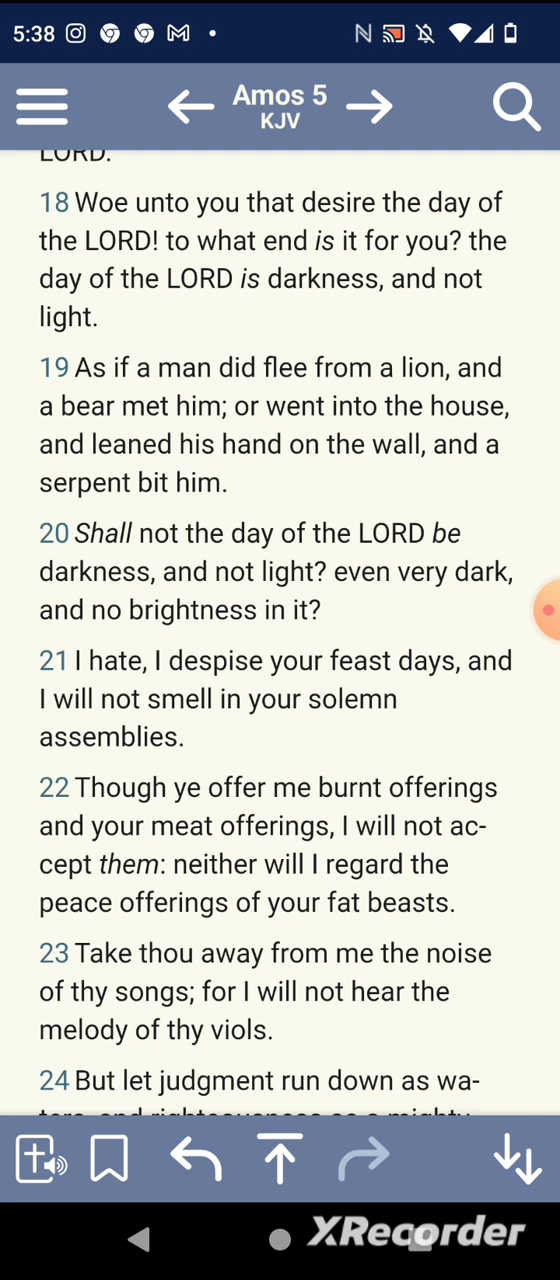 5:38
Amos 5
KJV
LORD.
18 Woe unto you that desire the day of
the LORD! to what end is it for you? the
day of the LORD is darkness, and not
light.
19 As if a man did flee from a lion, and
a bear met him; or went into the house,
and leaned his hand on the wall, and a
serpent bit him.
20 Shall not the day of the LORD be
darkness, and not light? even very dark,
and no brightness in it?
21 I hate, I despise your feast days, and
I will not smell in your solemn
assemblies.
22 Though ye offer me burnt offerings
and your meat offerings, I will not ac-
cept them: neither will I regard the
peace offerings of your fat beasts.
23 Take thou away from me the noise
of thy songs; for I will not hear the
melody of thy viols.
24 But let judgment run down as wa-
ters, and righteousness as a mighty
XRecorder